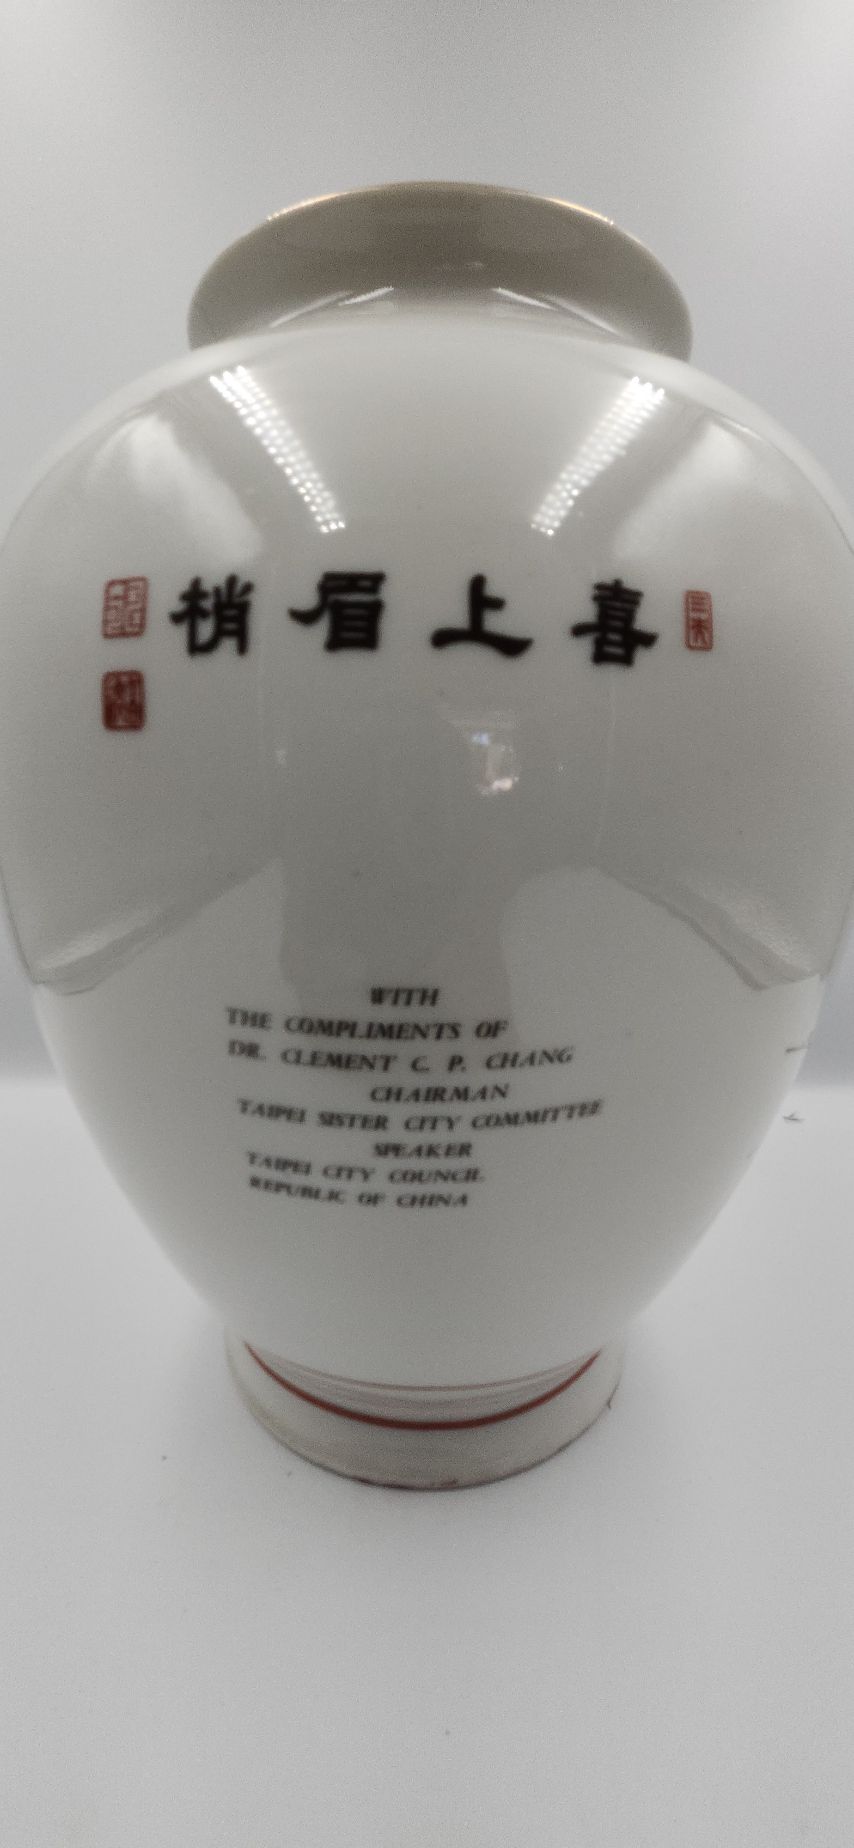 喜上眉梢
WITH
THE COMPLIMENTS OF
DR. CLEMENT C. P. CHANG
CHAIRMAN
TAIPEI SISTER CITY COMMITTEE
SPEAKER
TAIPEI CITY COUNCIL
REPUBLIC OF CHINA